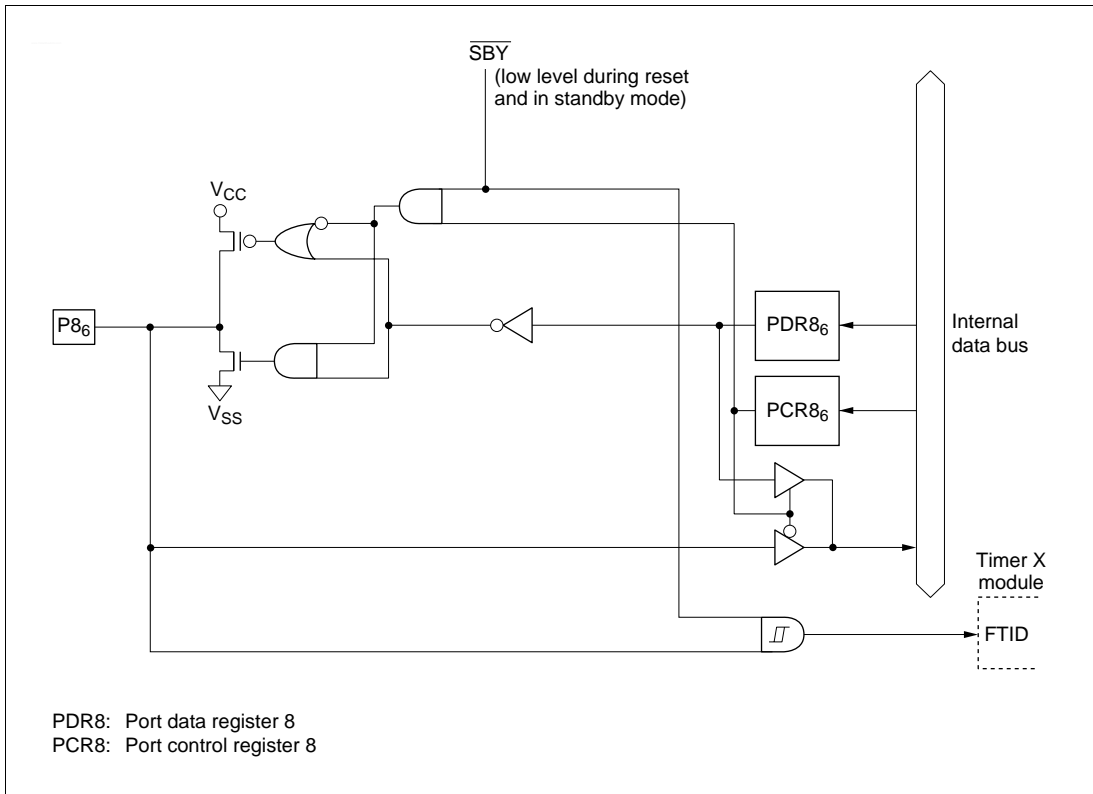 SBY
(low level during reset
and in standby mode)
VCC
P86
VSS
PDR86
PCR86
Internal
data bus
Timer X
module
FTID
PDR8: Port data register 8
PCR8: Port control register 8